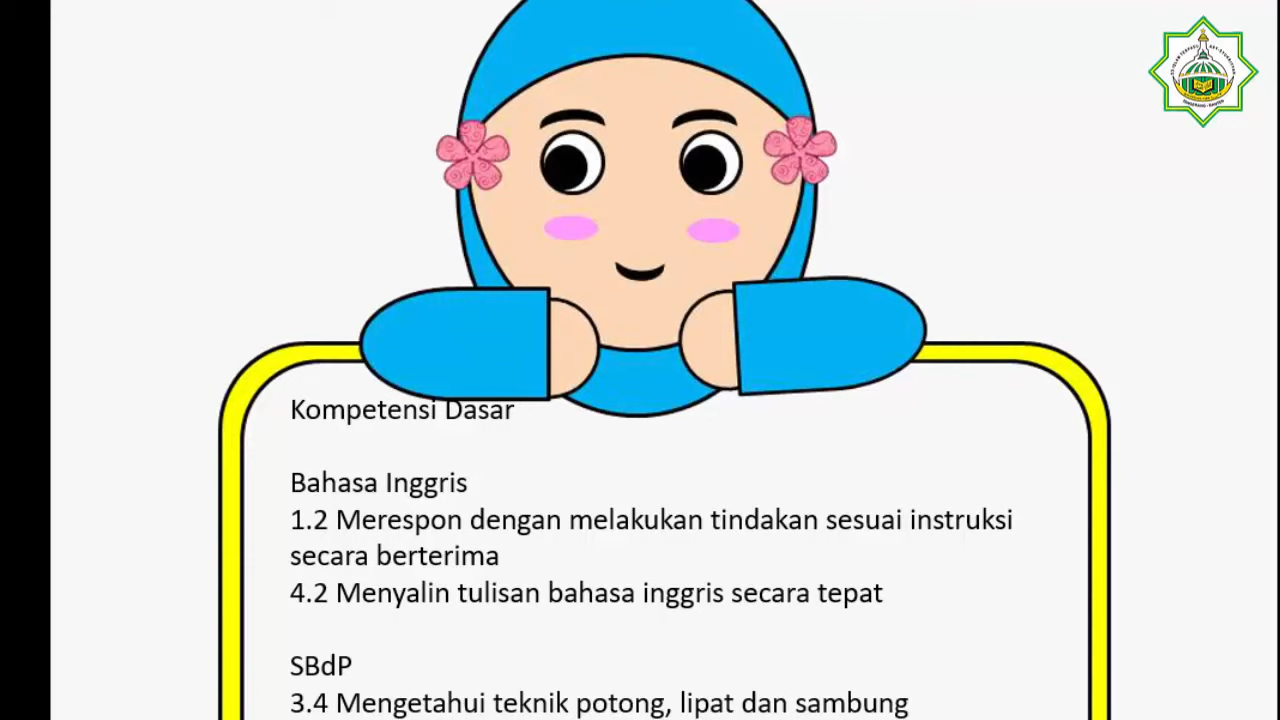 Kompetensi Dasar
Bahasa Inggris
1.2 Merespon dengan melakukan tindakan sesuai instruksi
secara berterima
4.2 Menyalin tulisan bahasa inggris secara tepat
SBdP
3.4 Mengetahui teknik potong, lipat dan sambung